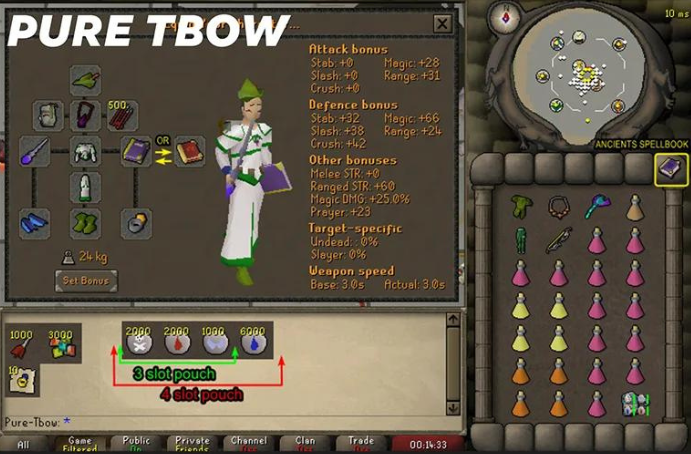 PURE TBOW
10 ms
Attack bonus
Stab: +0 Magic: +28
Slash: +0 Range: +31
Crush: +0
Defence bonus
Stab: +32 Magic: +66
Slash: +38 Range: +24
Crush: +42
Other bonuses
Melee STR: +0
Ranged STR: +60
Magic DMG: +25.0%
Prayer: +23
Target-specific
Undead: : 0%
Slayer: 0%
Weapon speed
Base: 3.0s Actual: 3.0s
500
OR
24 kg
Set Bonus
ANCIENTS SPELLBOOK
1000 3000 2000 2000 1000 6000
10
3 slot pouch
4 slot pouch
Pure-Tbow: *
All Game Public Private Channel Clan Trade 00:14:33
Filtered On Friends